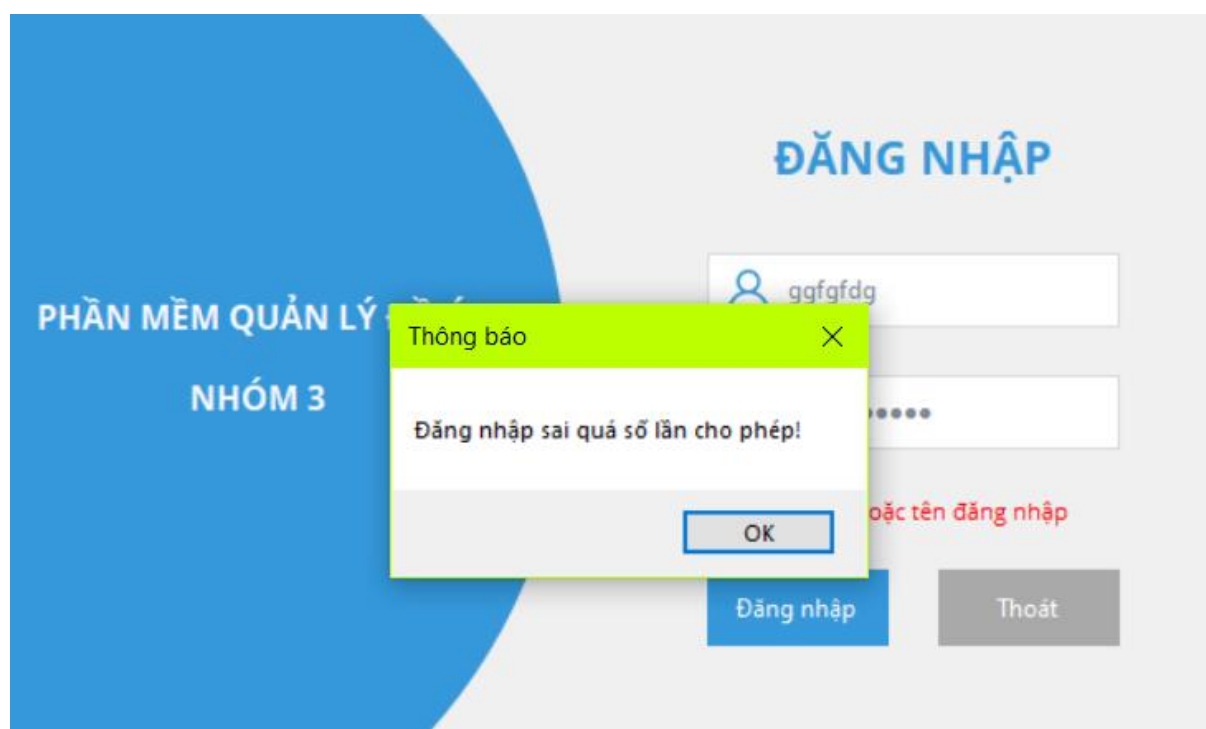 ĐĂNG NHẬP
ggfgfdg
PHẦN MỀM QUẢN LÝ
NHÓM 3
Thông báo
Đăng nhập sai quá số lần cho phép!
OK
tên đăng nhập
Đăng nhập
Thoát